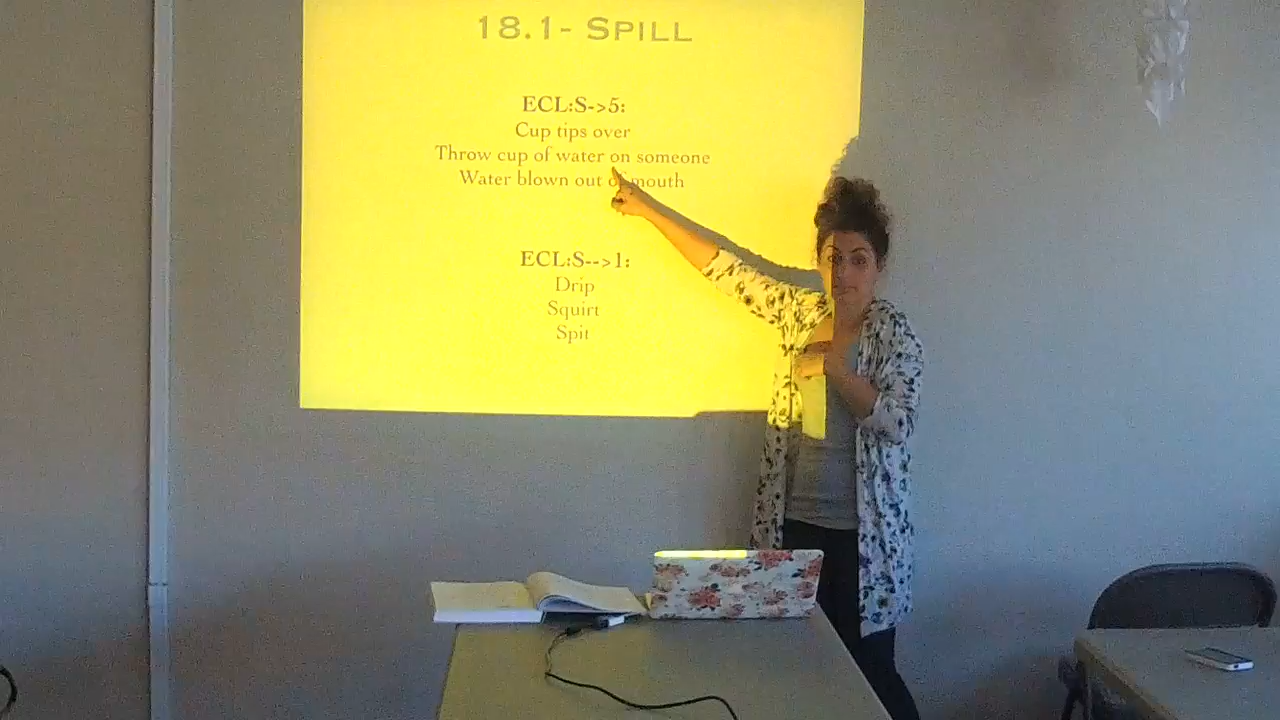 18.1- SPILL
ECL:S->5:
Cup tips over
Throw cup of water on someone
Water blown out of mouth
ECL:S-->1:
Drip
Squirt
Spit